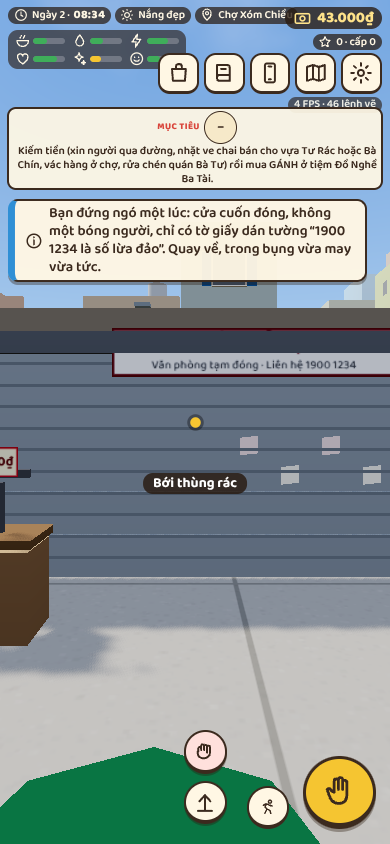 Ngày 2 · 08:34
Nắng đẹp
Chợ Xóm Chiếu
43.000₫
0 · cấp 0
4 FPS · 46 lệnh vẽ
MỤC TIÊU
–
Kiếm tiền (xin người qua đường, nhặt ve chai bán cho vựa Tư Rác hoặc Bà
Chín, vác hàng ở chợ, rửa chén quán Bà Tư) rồi mua GÁNH ở tiệm Đồ Nghề
Ba Tài.
Bạn đứng ngó một lúc: cửa cuốn đóng, không
một bóng người, chỉ có tờ giấy dán tường “1900
1234 là số lừa đảo”. Quay về, trong bụng vừa may
vừa tức.
Văn phòng tạm đóng · Liên hệ 1900 1234
0₫
Bới thùng rác